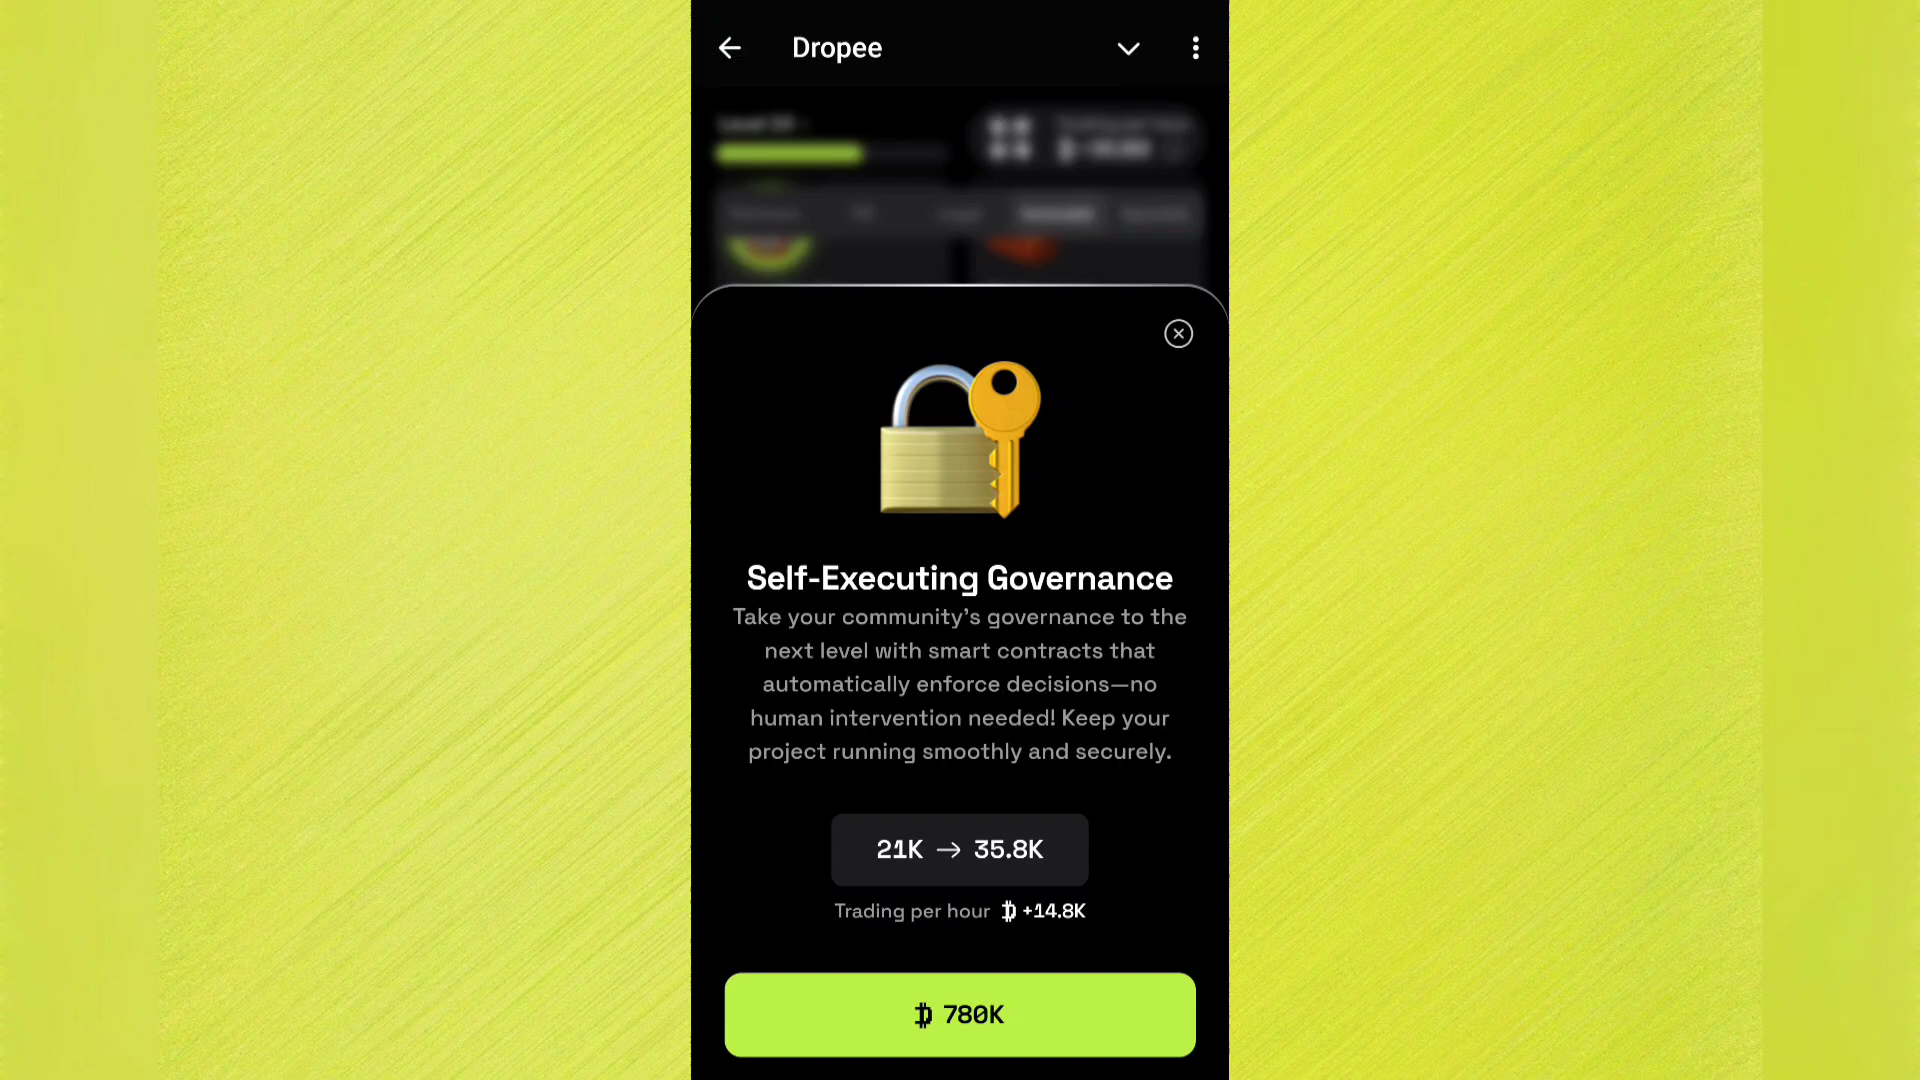 Dropee
Self-Executing Governance
Take your community's governance to the
next level with smart contracts that
automatically enforce decisions—no
human intervention needed! Keep your
project running smoothly and securely.
21K → 35.8K
Trading per hour +14.8K
780K